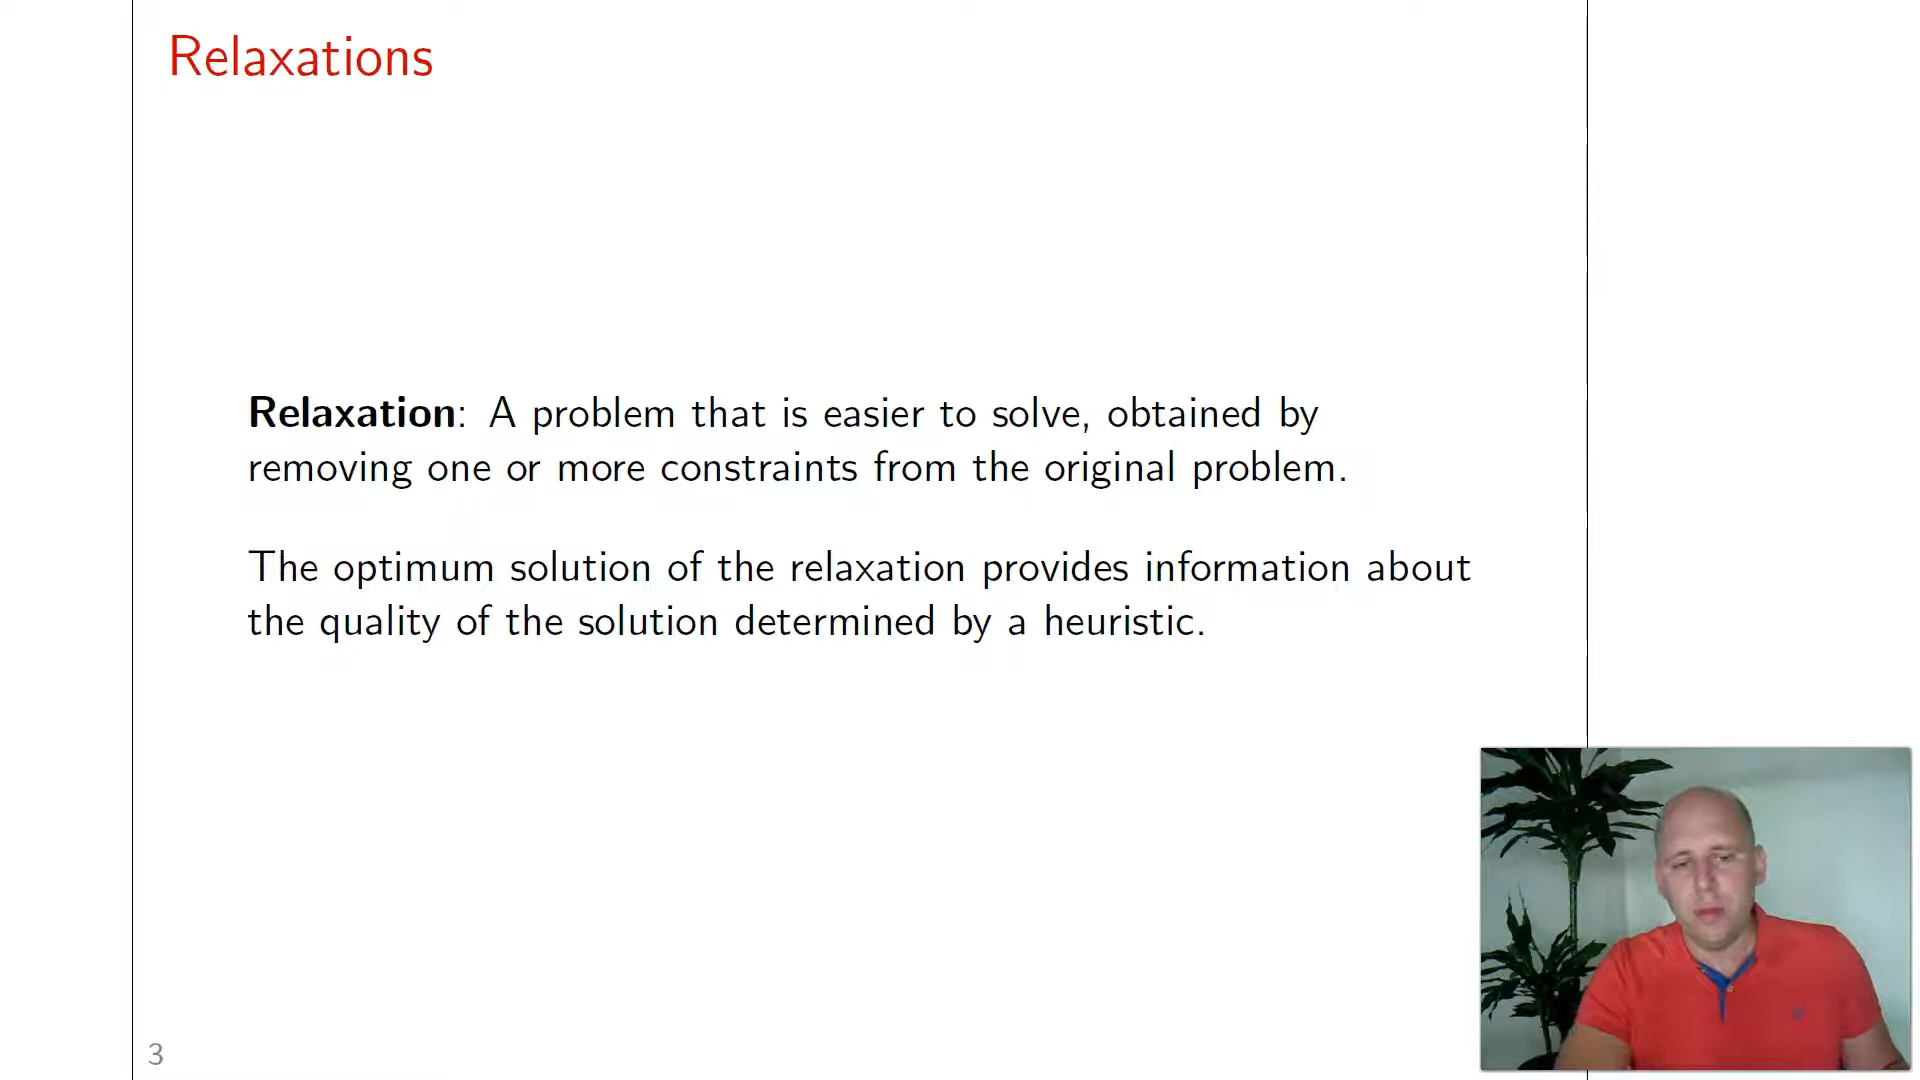 Relaxations
Relaxation: A problem that is easier to solve, obtained by
removing one or more constraints from the original problem.
The optimum solution of the relaxation provides information about
the quality of the solution determined by a heuristic.
3